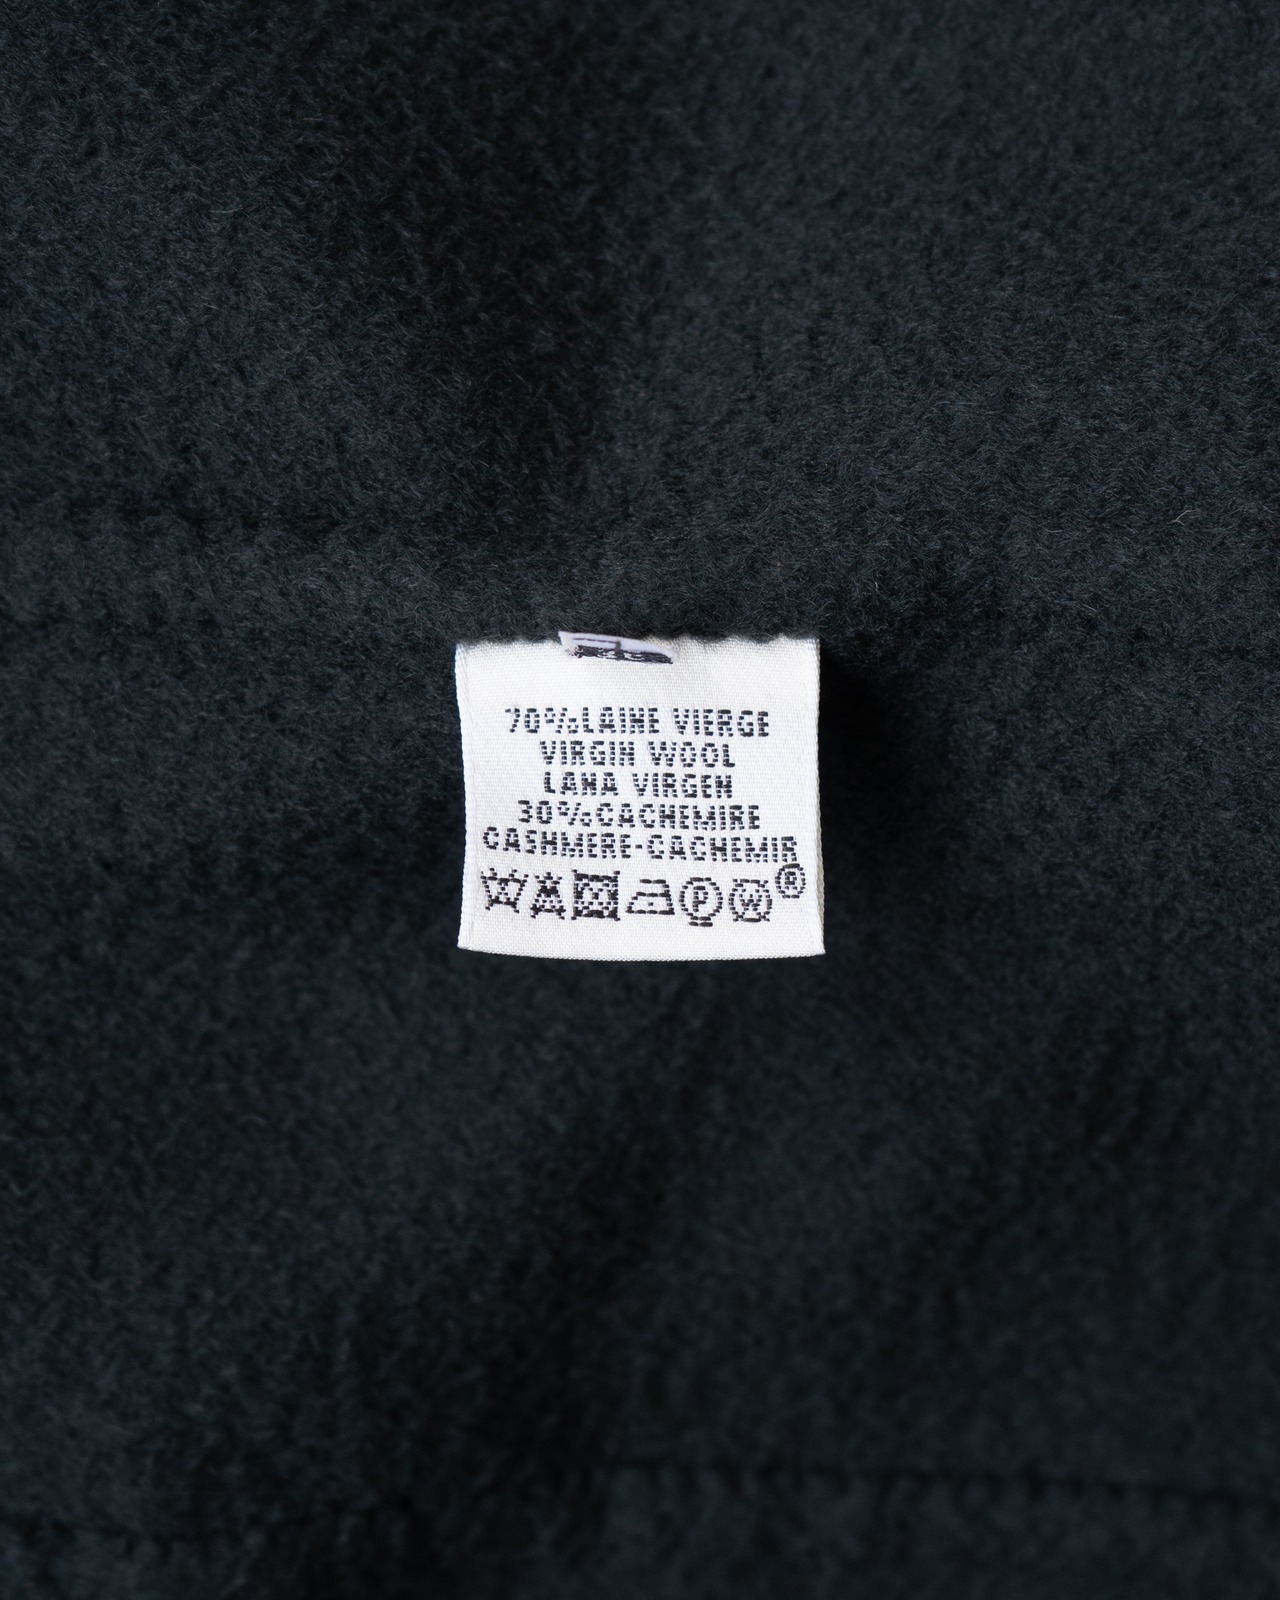 70%LAINE VIERGE
VIRGIN WOOL
LANA VIRGEN
30%CACHEMIRE
CASHMERE-CACHEMIR
P W ®